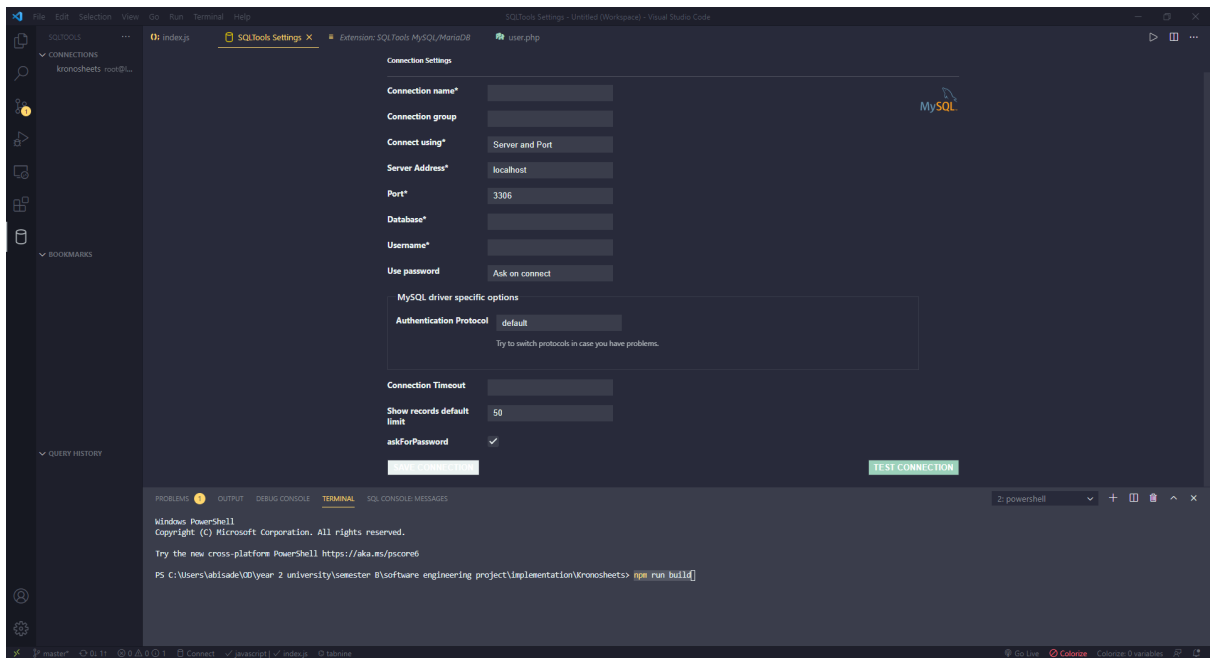 File Edit Selection View Go Run Terminal Help
SQLTools Settings - Untitled (Workspace) - Visual Studio Code
SQLTOOLS ...
index.js
SQLTools Settings
Extension: SQLTools MySQL/MariaDB
user.php
CONNECTIONS
kronosheets root@l...
BOOKMARKS
QUERY HISTORY
Connection Settings
MySQL
Connection name*
Connection group
Connect using* Server and Port
Server Address* localhost
Port* 3306
Database*
Username*
Use password Ask on connect
MySQL driver specific options
Authentication Protocol default
Try to switch protocols in case you have problems.
Connection Timeout
Show records default
limit 50
askForPassword
SAVE CONNECTION TEST CONNECTION
PROBLEMS 1 OUTPUT DEBUG CONSOLE TERMINAL SQL CONSOLE: MESSAGES
2: powershell
Windows PowerShell
Copyright (C) Microsoft Corporation. All rights reserved.
Try the new cross-platform PowerShell https://aka.ms/pscore6
PS C:\Users\abisade\OD\year 2 university\semester B\software engineering project\implementation\Kronosheets> npm run build
master* 0↓ 1↑ 0 0 1 Connect javascript | index.js tabnine
Go Live Colorize Colorize: 0 variables